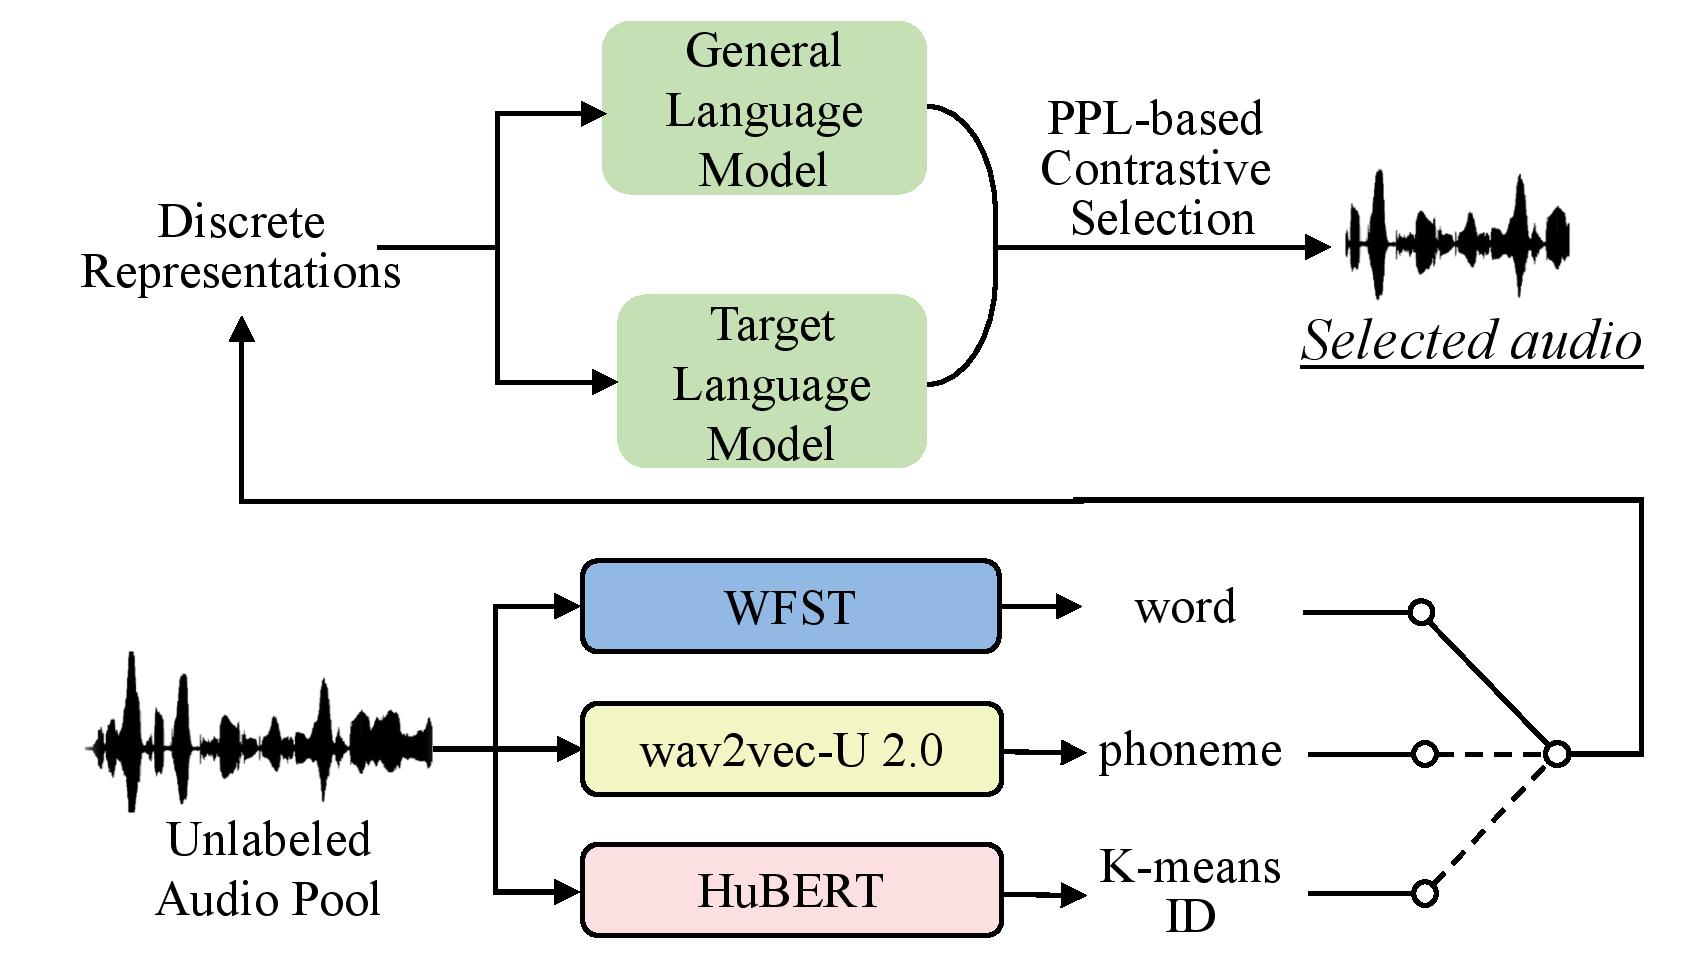 General
Language
Model
PPL-based
Contrastive
Selection
Discrete
Representations
Target
Language
Model
Selected audio
WFST
word
wav2vec-U 2.0
phoneme
Unlabeled
Audio Pool
HuBERT
K-means
ID